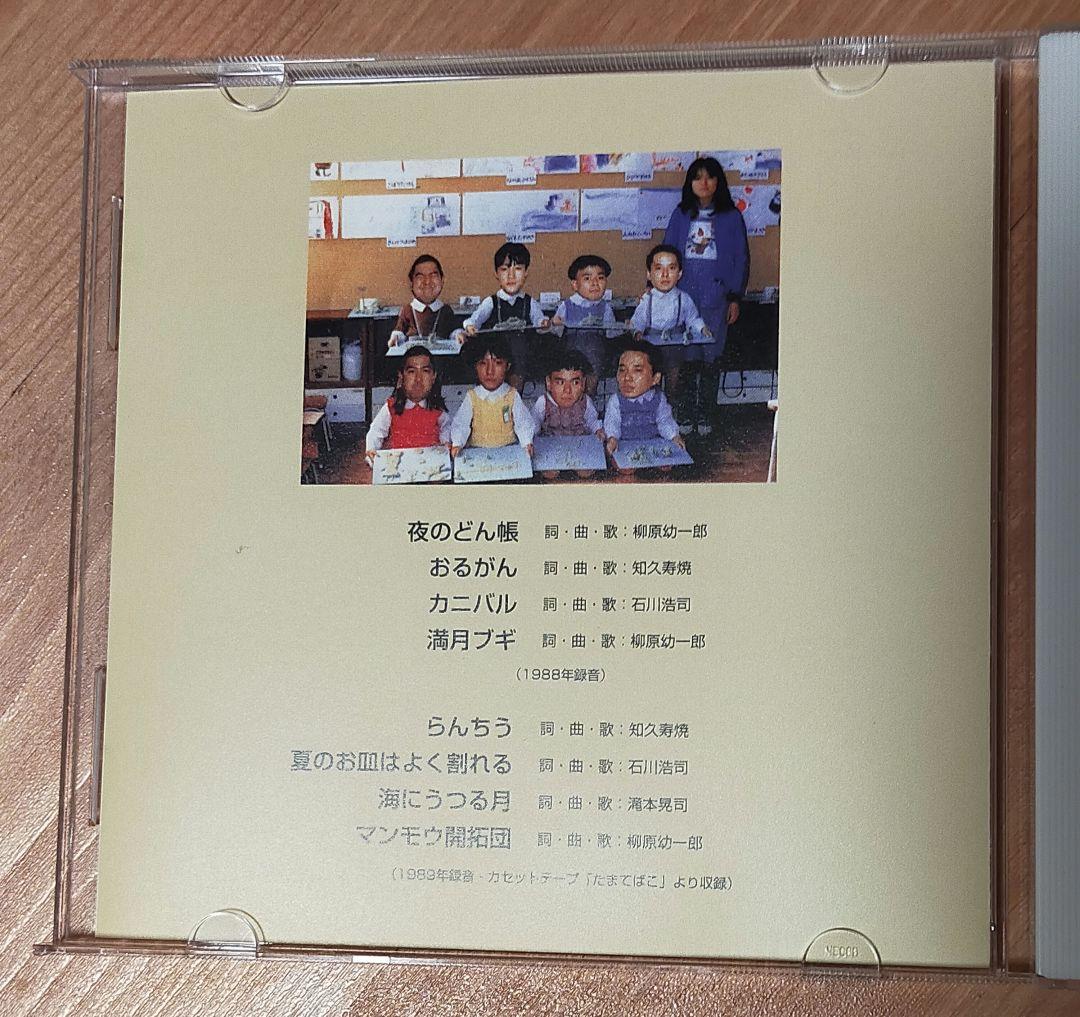 夜のどん帳 詞・曲・歌：柳原幼一郎
おるがん 詞・曲・歌：知久寿焼
カニバル 詞・曲・歌：石川浩司
満月ブギ 詞・曲・歌：柳原幼一郎
（1988年録音）
らんちう 詞・曲・歌：知久寿焼
夏のお皿はよく割れる 詞・曲・歌：石川浩司
海にうつる月 詞・曲・歌：滝本晃司
マンモウ開拓団 詞・曲・歌：柳原幼一郎
（1989年録音・カセットテープ「たまてばこ」より収録）